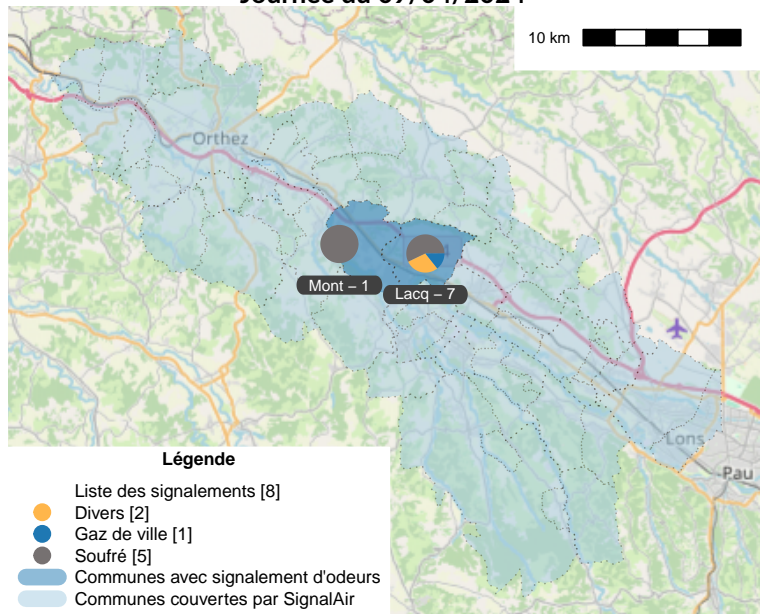 10 km
Orthez
Mont – 1
Lacq – 7
Lons
Pau
Légende
Liste des signalements [8]
Divers [2]
Gaz de ville [1]
Soufré [5]
Communes avec signalement d'odeurs
Communes couvertes par SignalAir